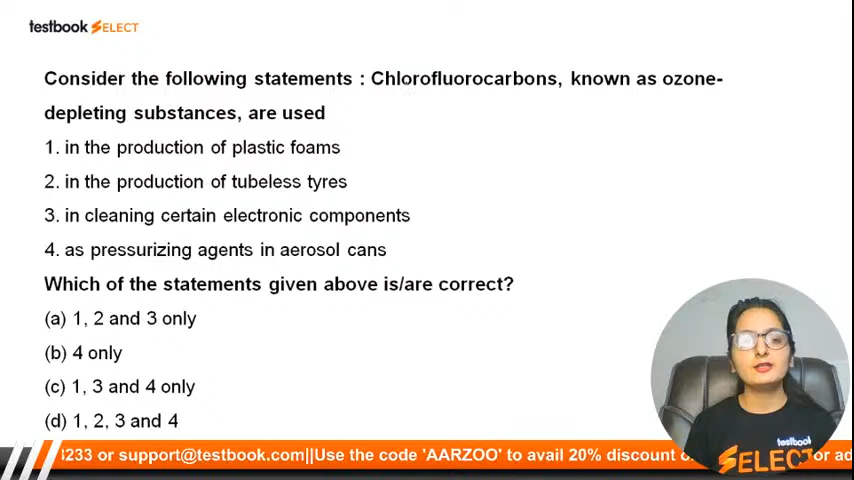 testbook SELECT
Consider the following statements : Chlorofluorocarbons, known as ozone-
depleting substances, are used
1. in the production of plastic foams
2. in the production of tubeless tyres
3. in cleaning certain electronic components
4. as pressurizing agents in aerosol cans
Which of the statements given above is/are correct?
(a) 1, 2 and 3 only
(b) 4 only
(c) 1, 3 and 4 only
(d) 1, 2, 3 and 4
testbook
SELECT
3233 or support@testbook.com||Use the code 'AARZOO' to avail 20% discount